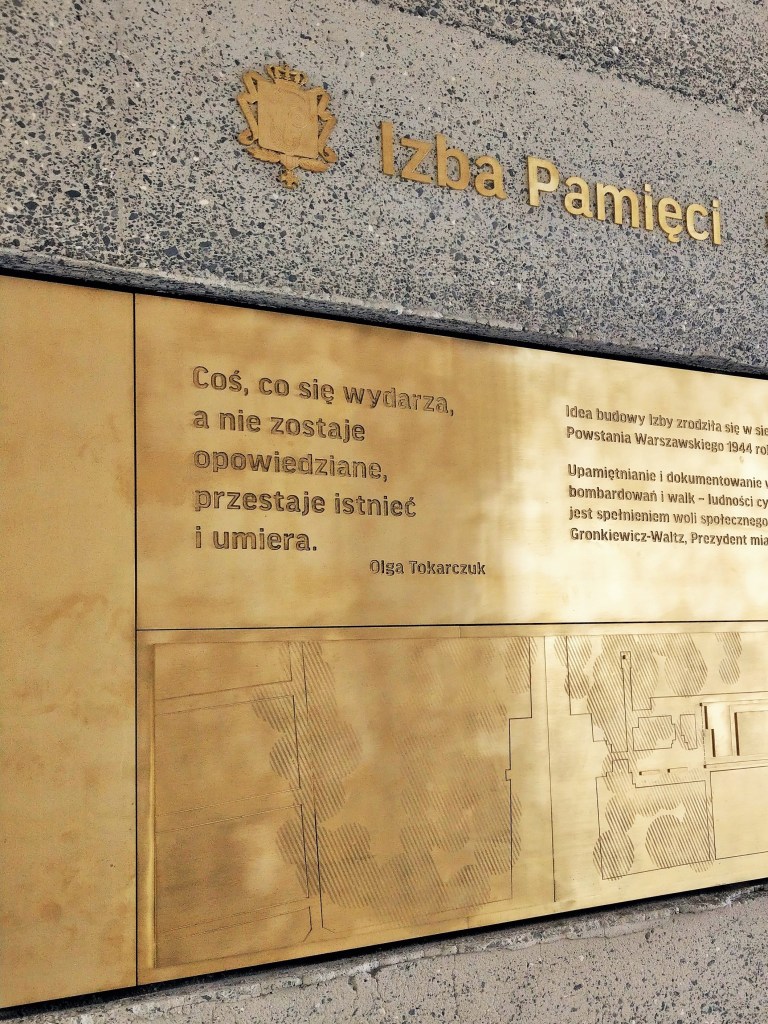 Izba Pamięci
Coś, co się wydarza,
a nie zostaje
opowiedziane,
przestaje istnieć
i umiera.
Olga Tokarczuk
Idea budowy Izby zrodziła się w
Powstania Warszawskiego 1944
Upamiętnianie i dokumentowanie
bombardowań i walk – ludności
jest spełnieniem woli społecznego
Gronkiewicz-Waltz, Prezydent